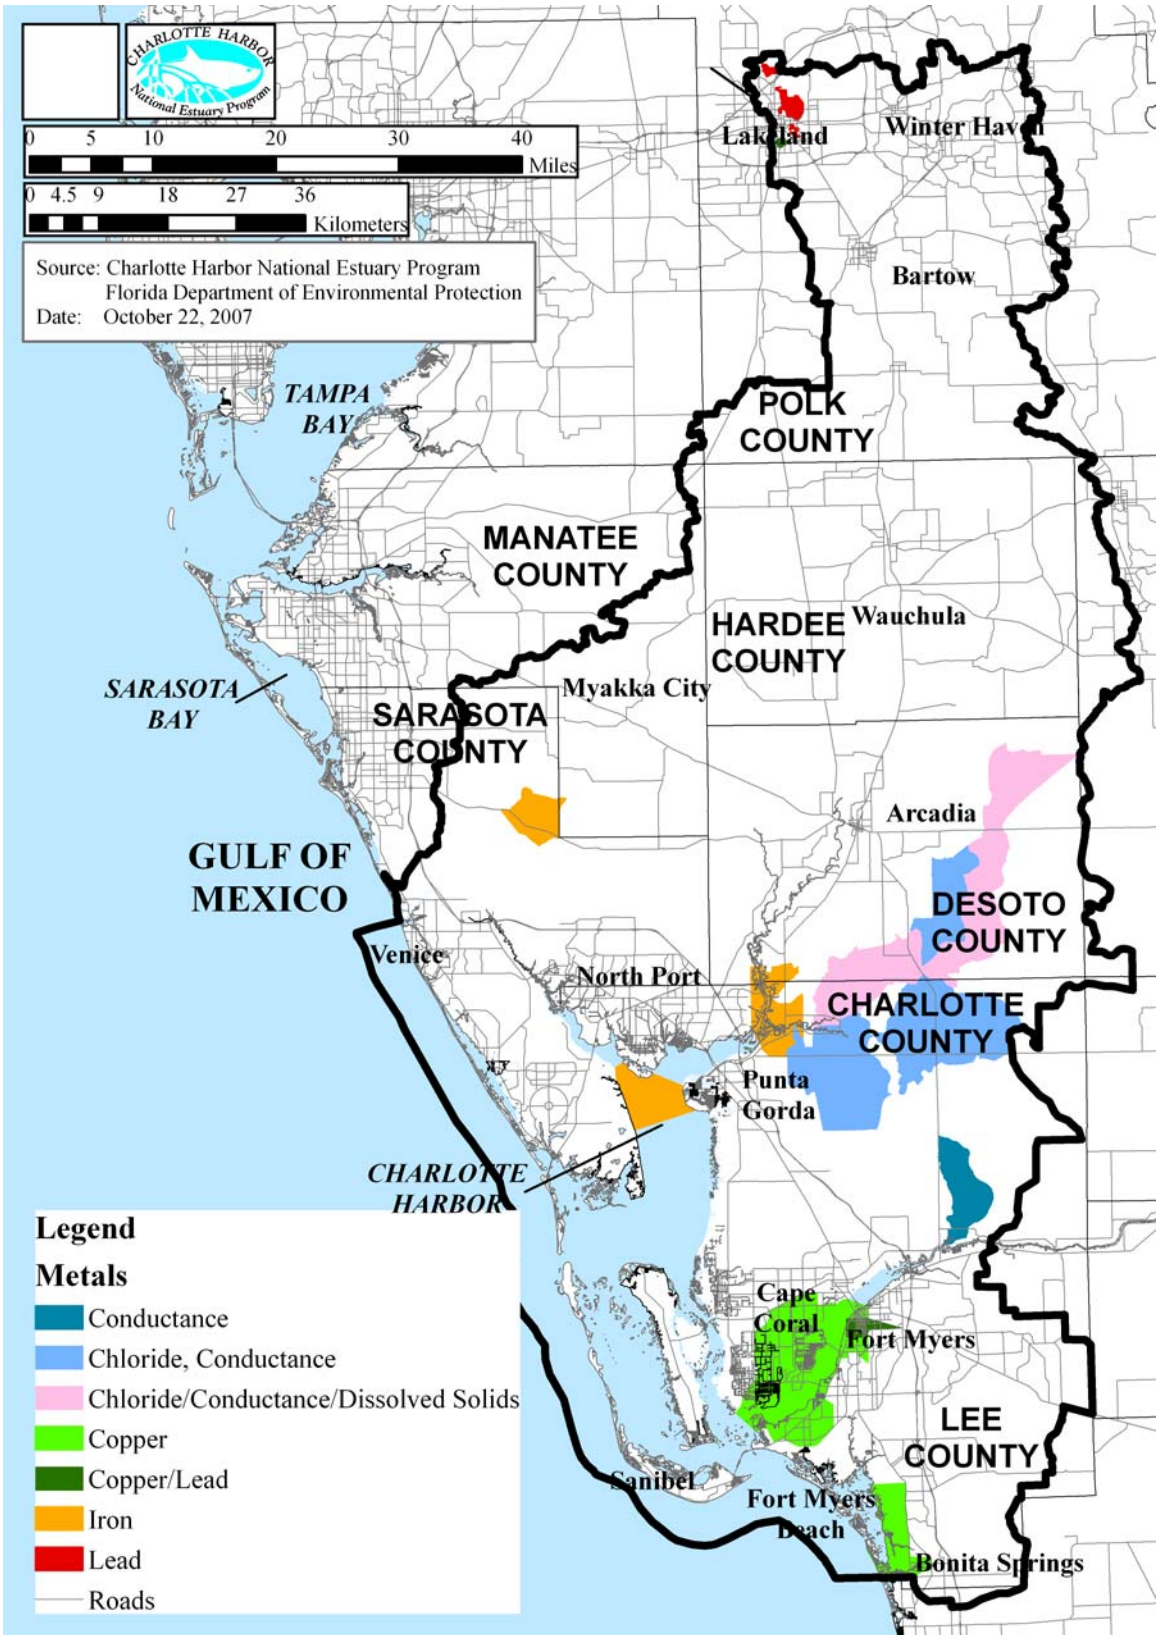 CHARLOTTE HARBOR
National Estuary Program
0 5 10 20 30 40
Miles
0 4.5 9 18 27 36
Kilometers
Source: Charlotte Harbor National Estuary Program
Florida Department of Environmental Protection
Date: October 22, 2007
Lakeland
Winter Haven
Bartow
TAMPA
BAY
POLK
COUNTY
MANATEE
COUNTY
HARDEE
COUNTY
Wauchula
SARASOTA
BAY
Myakka City
SARASOTA
COUNTY
Arcadia
GULF OF
MEXICO
DESOTO
COUNTY
Venice
North Port
CHARLOTTE
COUNTY
Punta
Gorda
CHARLOTTE
HARBOR
Cape
Coral
Fort Myers
LEE
COUNTY
Sanibel
Fort Myers
Beach
Bonita Springs
Legend
Metals
Conductance
Chloride, Conductance
Chloride/Conductance/Dissolved Solids
Copper
Copper/Lead
Iron
Lead
Roads